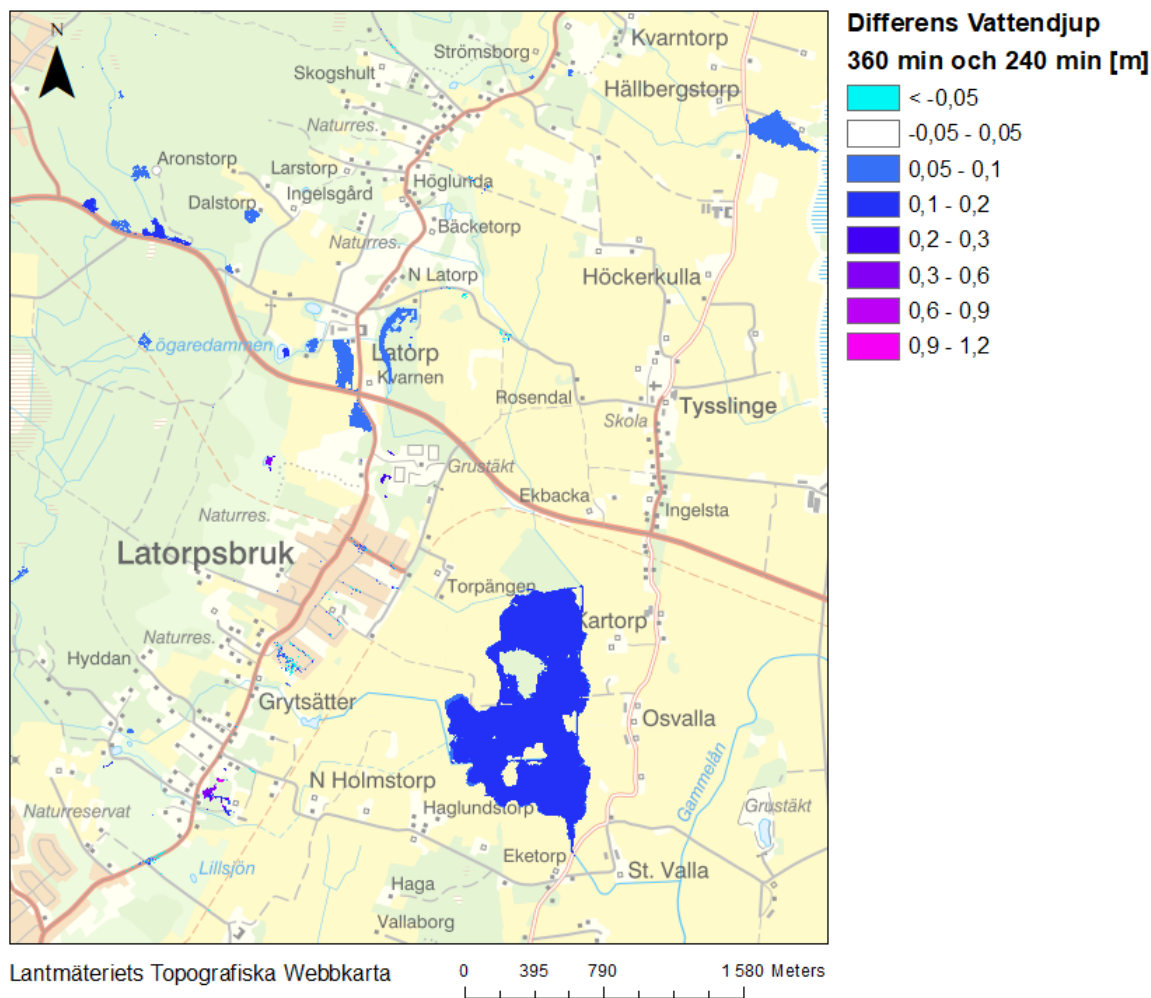 Differens Vattendjup
360 min och 240 min [m]
< -0,05
-0,05 - 0,05
0,05 - 0,1
0,1 - 0,2
0,2 - 0,3
0,3 - 0,6
0,6 - 0,9
0,9 - 1,2
N
Kvarntorp
Strömsborg
Skogshult
Hällbergstorp
Naturres.
Aronstorp
Larstorp
Höglunda
Ingelsgård
Dalstorp
Bäcketorp
Naturres.
N Latorp
Höckerkulla
Lögaredammen
Latorp
Kvarnen
Rosendal
Tysslinge
Skola
Grustäkt
Ekbacka
Ingelsta
Naturres.
Latorpsbruk
Torpängen
Kartorp
Naturres.
Hyddan
Grytsätter
Osvalla
N Holmstorp
Gammelån
Naturreservat
Haglundstorp
Grustäkt
Eketorp
Lillsjön
St. Valla
Haga
Vallaborg
Lantmäteriets Topografiska Webbkarta
0 395 790 1 580 Meters